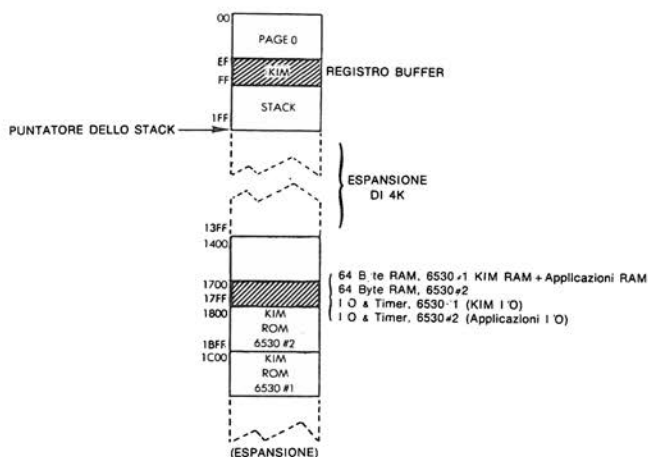 00
PAGE 0
EF
KIM
REGISTRO BUFFER
FF
STACK
1FF
PUNTATORE DELLO STACK
ESPANSIONE
DI 4K
13FF
1400
1700
17FF
64 Byte RAM, 6530#1 KIM RAM + Applicazioni RAM
64 Byte RAM, 6530#2
I O & Timer, 6530#1 (KIM I/O)
I O & Timer, 6530#2 (Applicazioni I/O)
1800
KIM
ROM
6530 #2
1BFF
1C00
KIM
ROM
6530 #1
(ESPANSIONE)